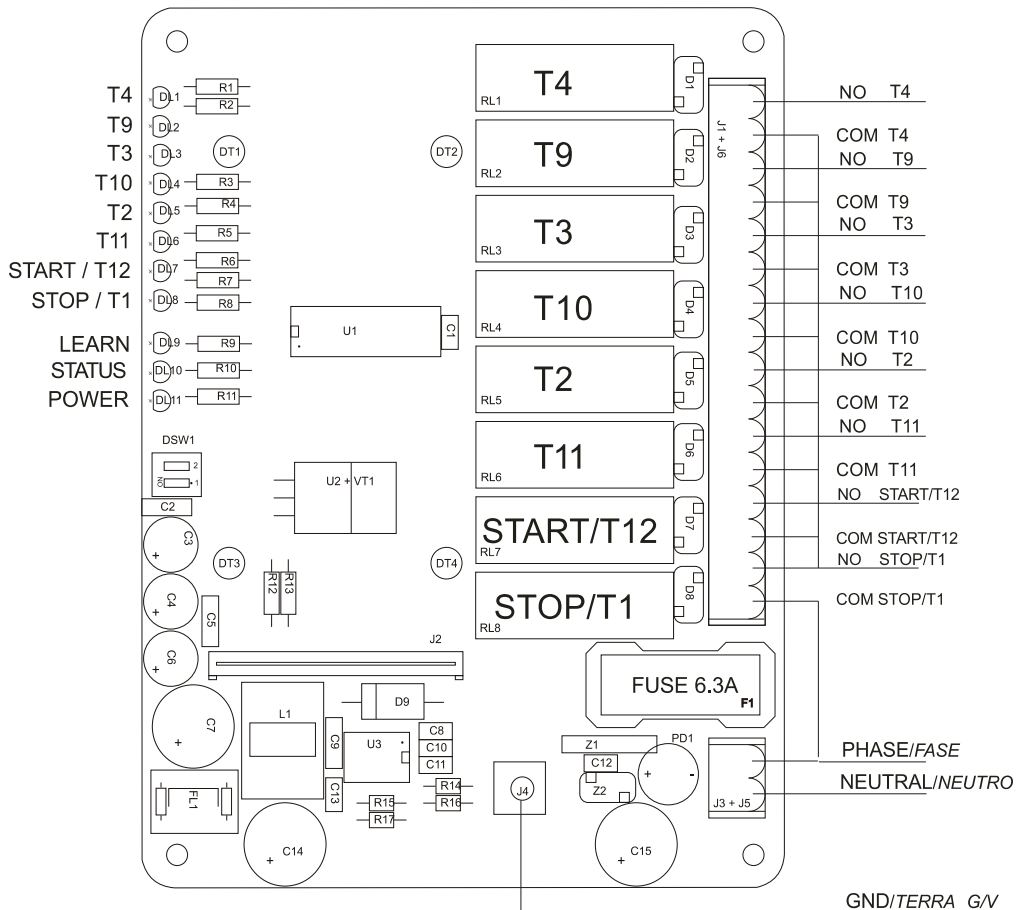 T4
T9
T3
T10
T2
T11
START / T12
STOP / T1
LEARN
STATUS
POWER
DL1
DL2
DL3
DL4
DL5
DL6
DL7
DL8
DL9
DL10
DL11
R1
R2
R3
R4
R5
R6
R7
R8
R9
R10
R11
DT1
DT2
U1
C1
DSW1
2
1
NO
C2
C3
C4
C5
C6
C7
U2 + VT1
DT3
DT4
R12
R13
J2
L1
D9
C9
U3
C8
C10
C11
C13
R14
R16
R15
R17
FL1
C14
J4
RL1 T4 D1
RL2 T9 D2
RL3 T3 D3
RL4 T10 D4
RL5 T2 D5
RL6 T11 D6
RL7 START/T12 D7
RL8 STOP/T1 D8
J1 + J6
FUSE 6.3A
F1
Z1
PD1
C12
Z2
+ -
C15
J3 + J5
+
+
+
+
+
+
NO T4
COM T4
NO T9
COM T9
NO T3
COM T3
NO T10
COM T10
NO T2
COM T2
NO T11
COM T11
NO START/T12
COM START/T12
NO STOP/T1
COM STOP/T1
PHASE/FASE
NEUTRAL/NEUTRO
GND/TERRA G/V